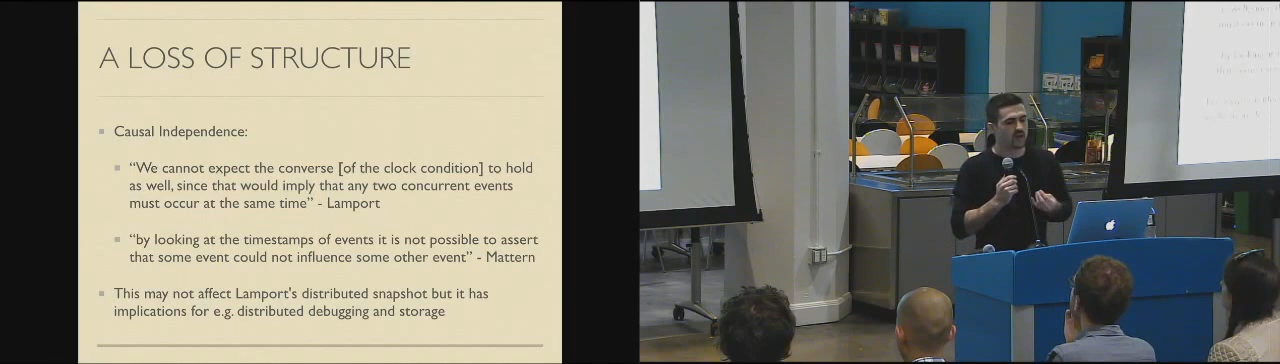 A LOSS OF STRUCTURE
Causal Independence:
“We cannot expect the converse [of the clock condition] to hold
as well, since that would imply that any two concurrent events
must occur at the same time” - Lamport
“by looking at the timestamps of events it is not possible to assert
that some event could not influence some other event” - Mattern
This may not affect Lamport's distributed snapshot but it has
implications for e.g. distributed debugging and storage